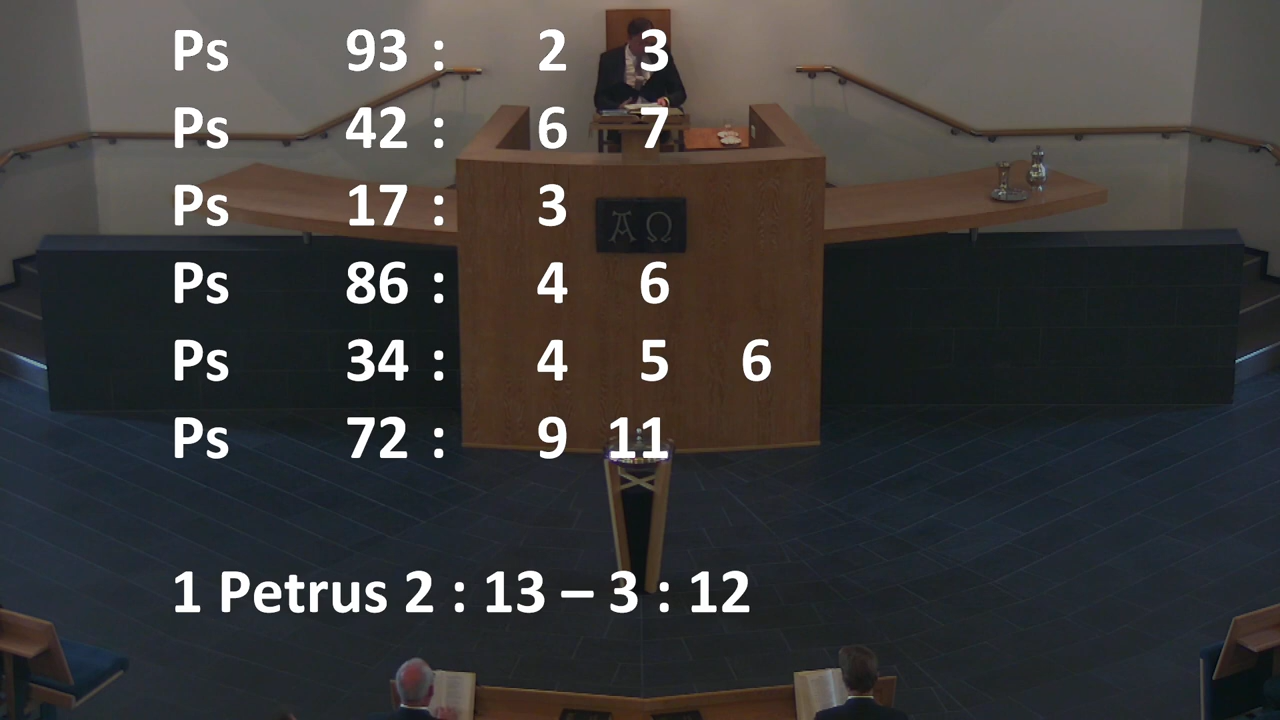 Ps 93 : 2 3
Ps 42 : 6 7
Ps 17 : 3
Ps 86 : 4 6
Ps 34 : 4 5 6
Ps 72 : 9 11
1 Petrus 2 : 13 – 3 : 12
Α Ω